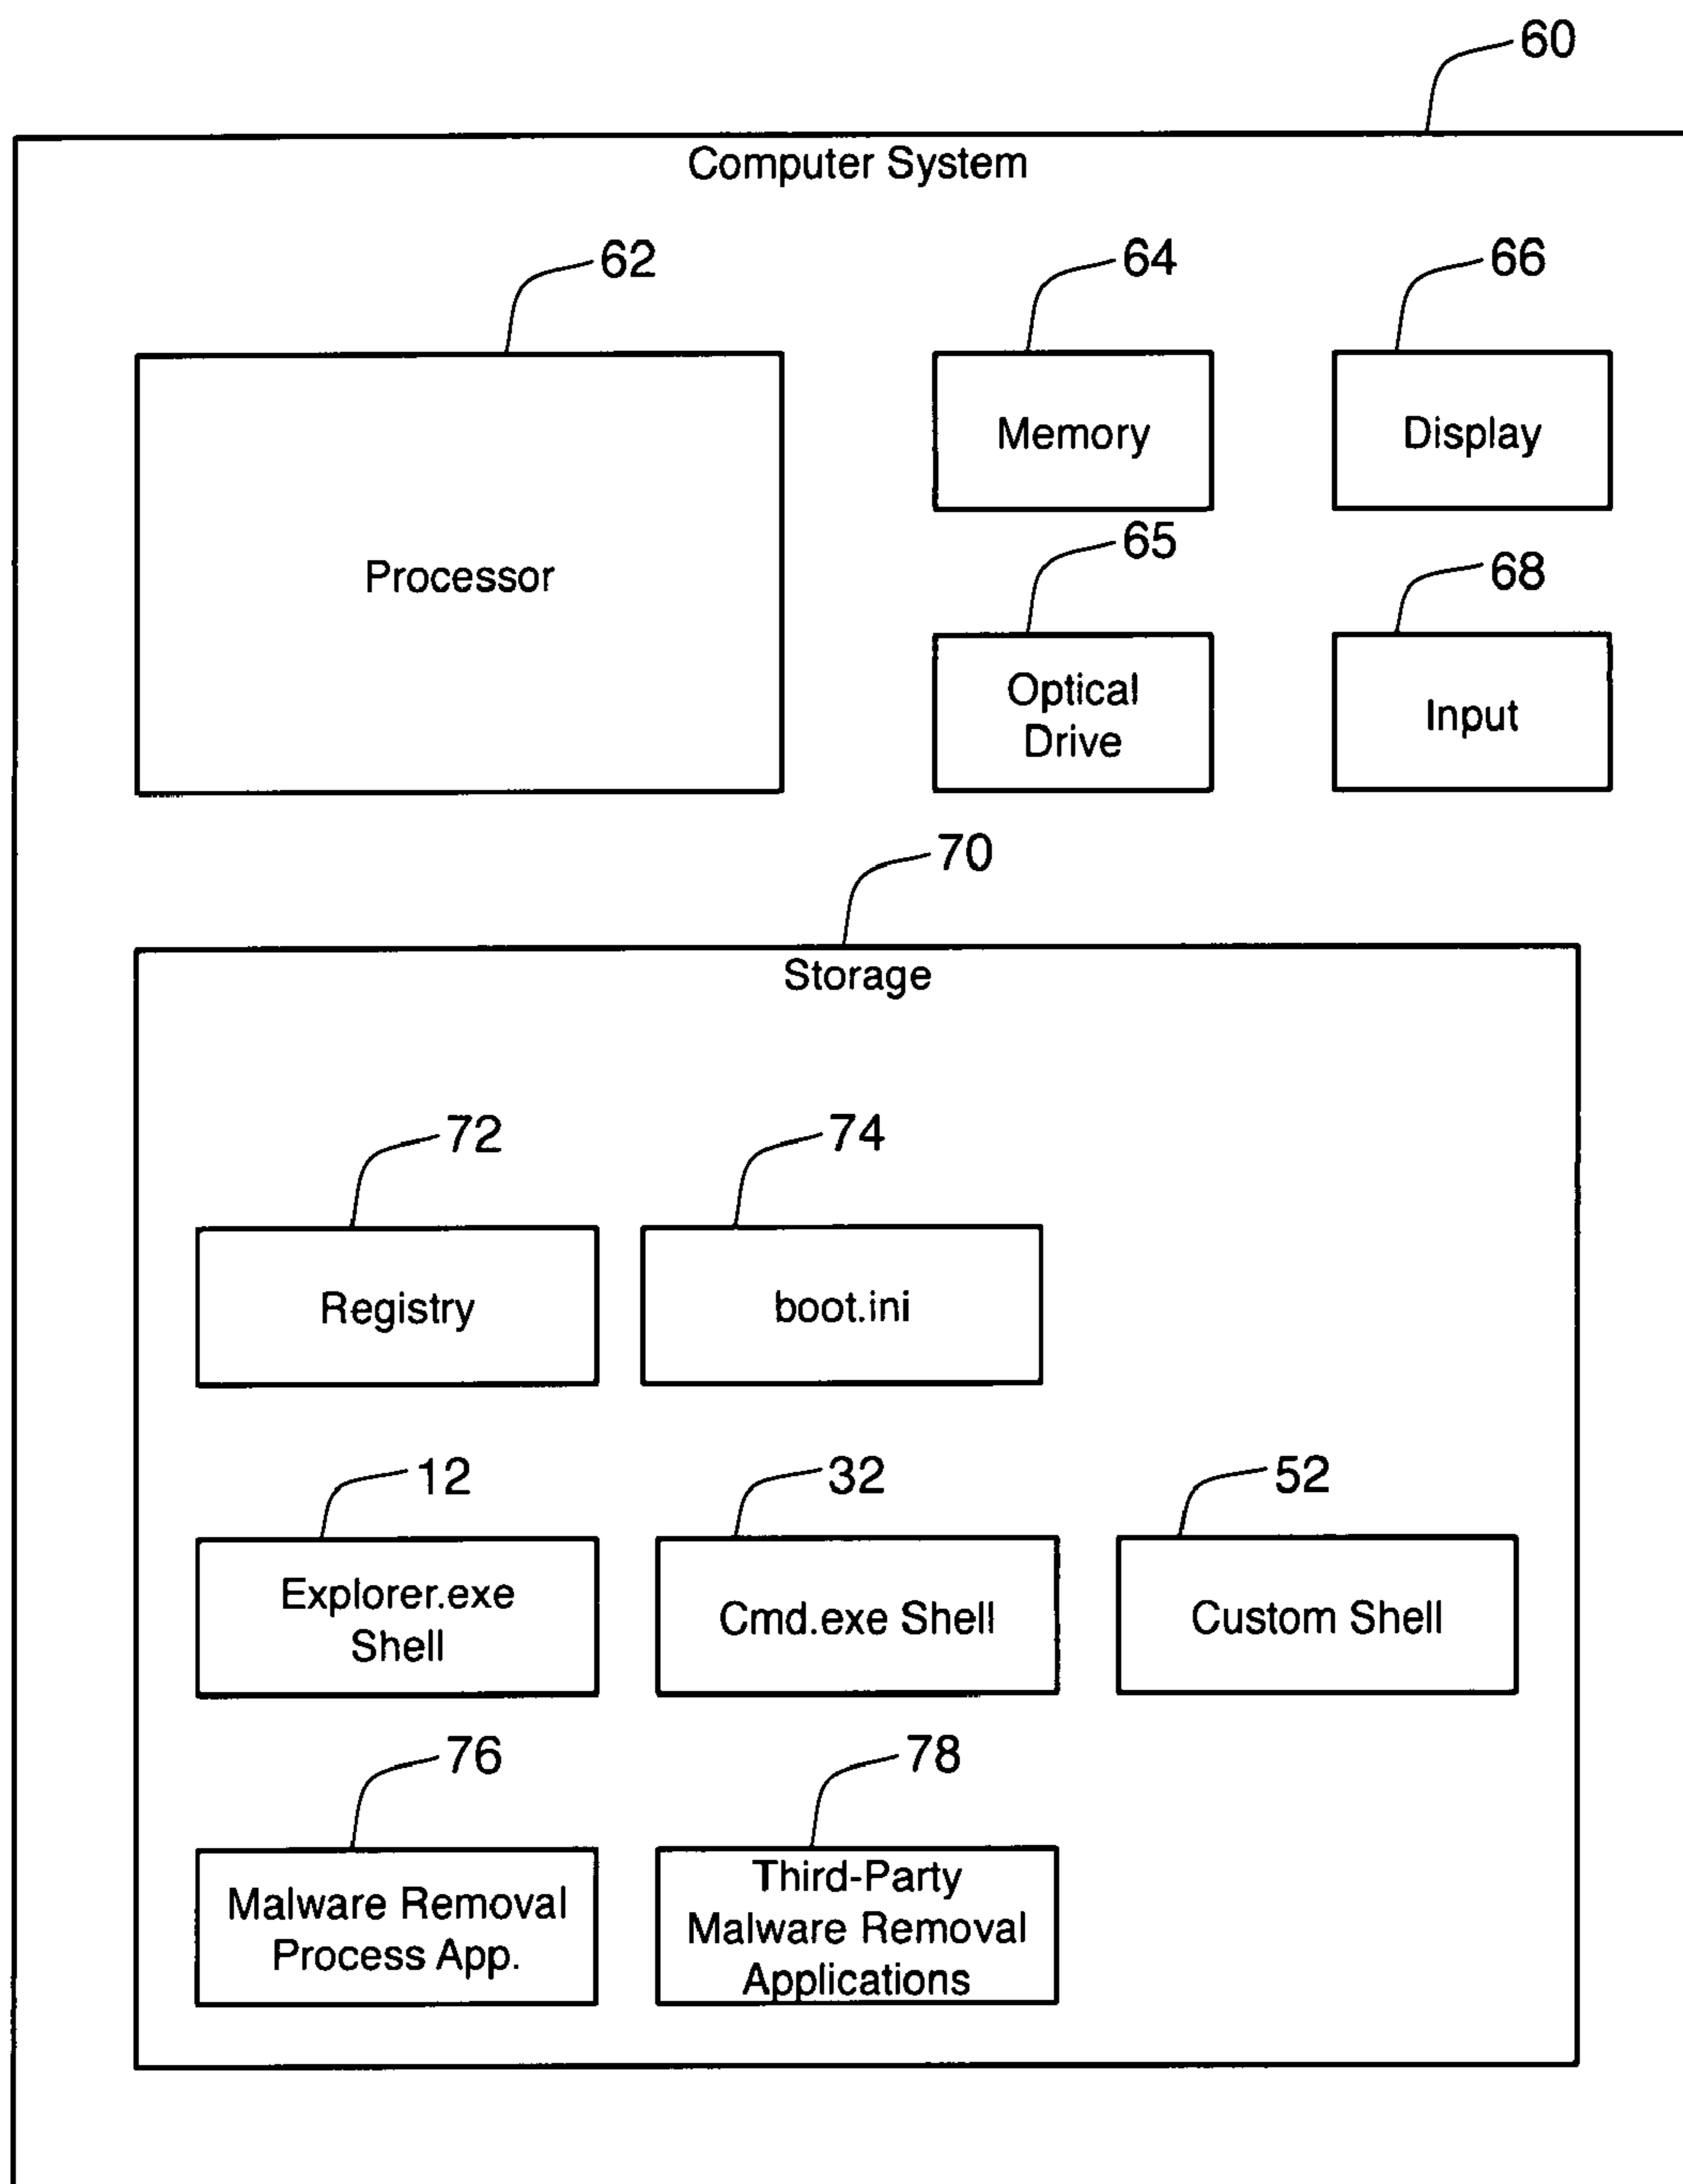 60
Computer System
62
64
66
Processor
Memory
Display
65
68
Optical
Drive
Input
70
Storage
72
74
Registry
boot.ini
12
32
52
Explorer.exe
Shell
Cmd.exe Shell
Custom Shell
76
78
Malware Removal
Process App.
Third-Party
Malware Removal
Applications